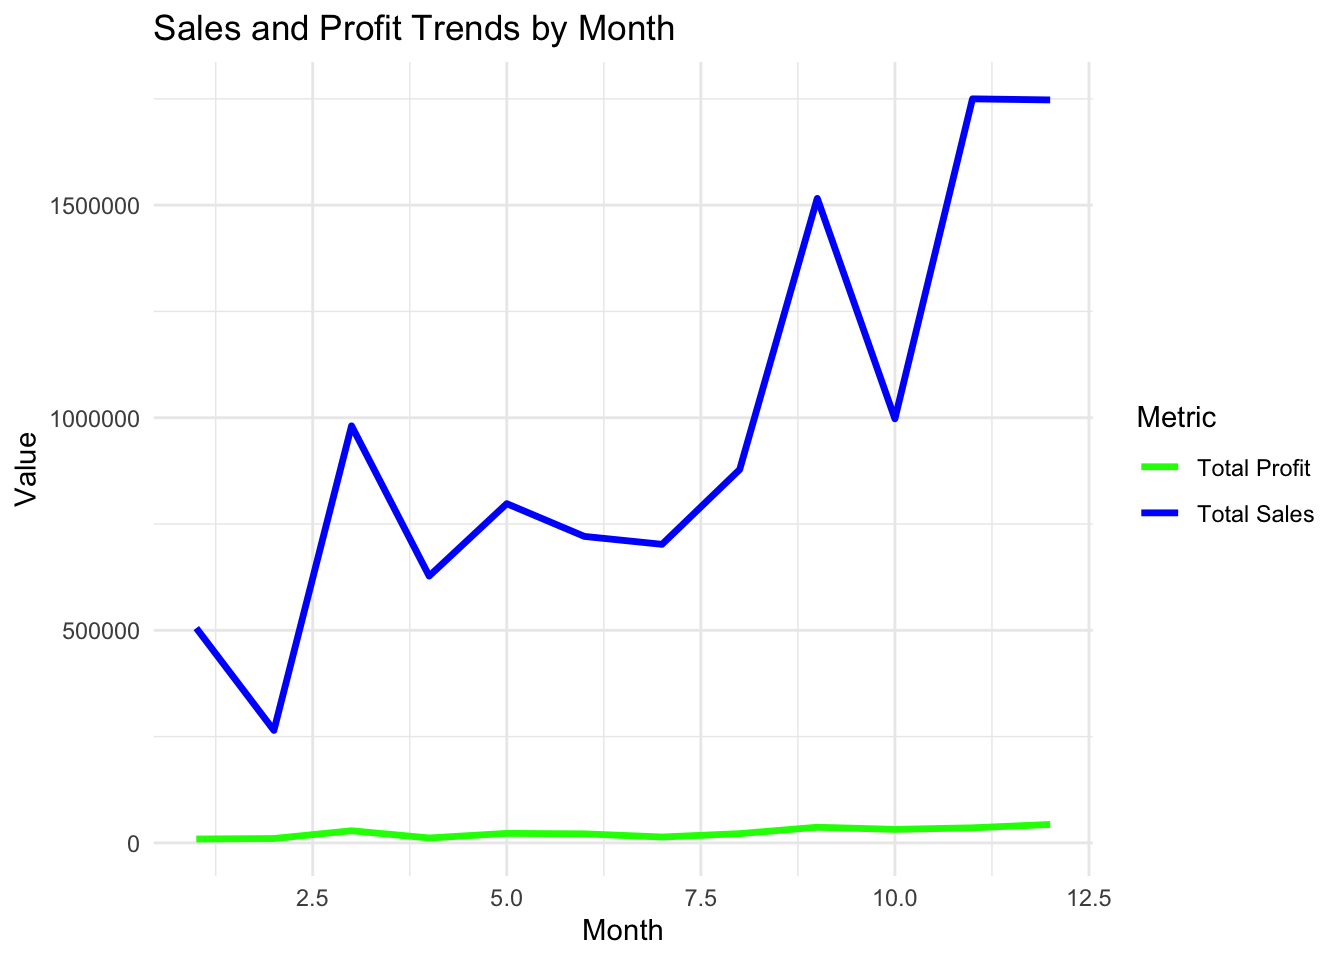 Sales and Profit Trends by Month
Value
1500000
1000000
500000
0
2.5 5.0 7.5 10.0 12.5
Month
Metric
Total Profit
Total Sales